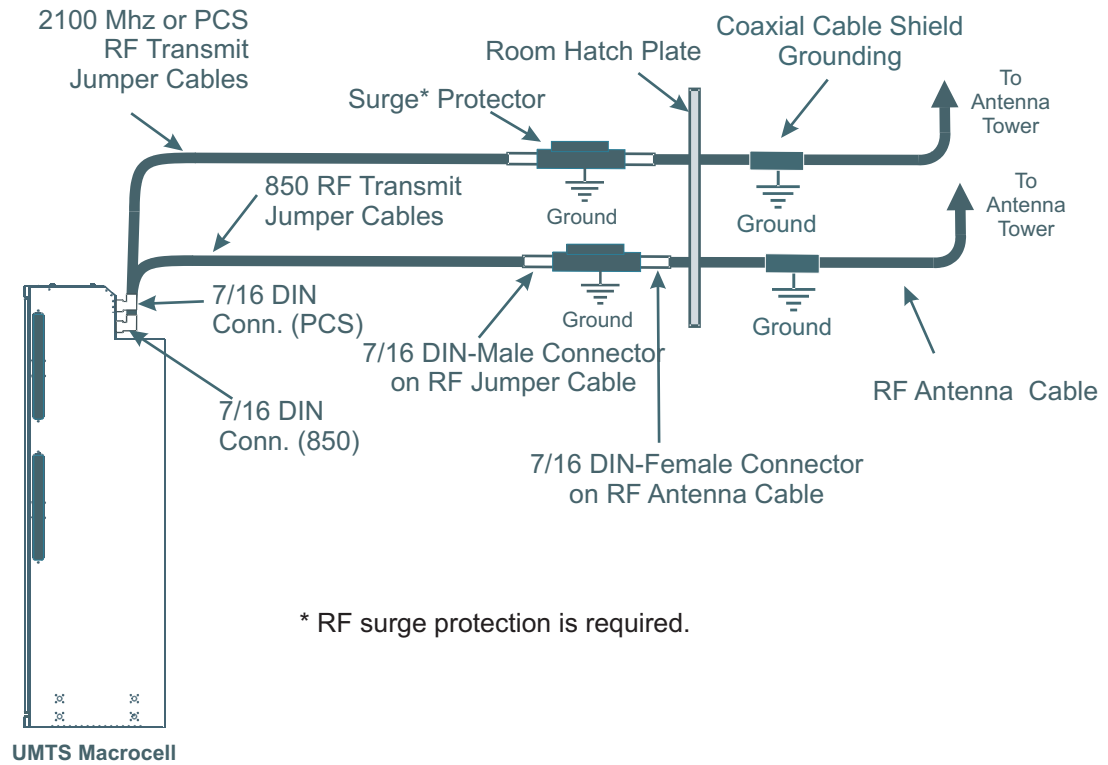 2100 Mhz or PCS
RF Transmit
Jumper Cables
Surge* Protector
Room Hatch Plate
Coaxial Cable Shield
Grounding
To
Antenna
Tower
850 RF Transmit
Jumper Cables
Ground
Ground
To
Antenna
Tower
7/16 DIN
Conn. (PCS)
Ground
Ground
7/16 DIN-Male Connector
on RF Jumper Cable
RF Antenna Cable
7/16 DIN
Conn. (850)
7/16 DIN-Female Connector
on RF Antenna Cable
* RF surge protection is required.
UMTS Macrocell